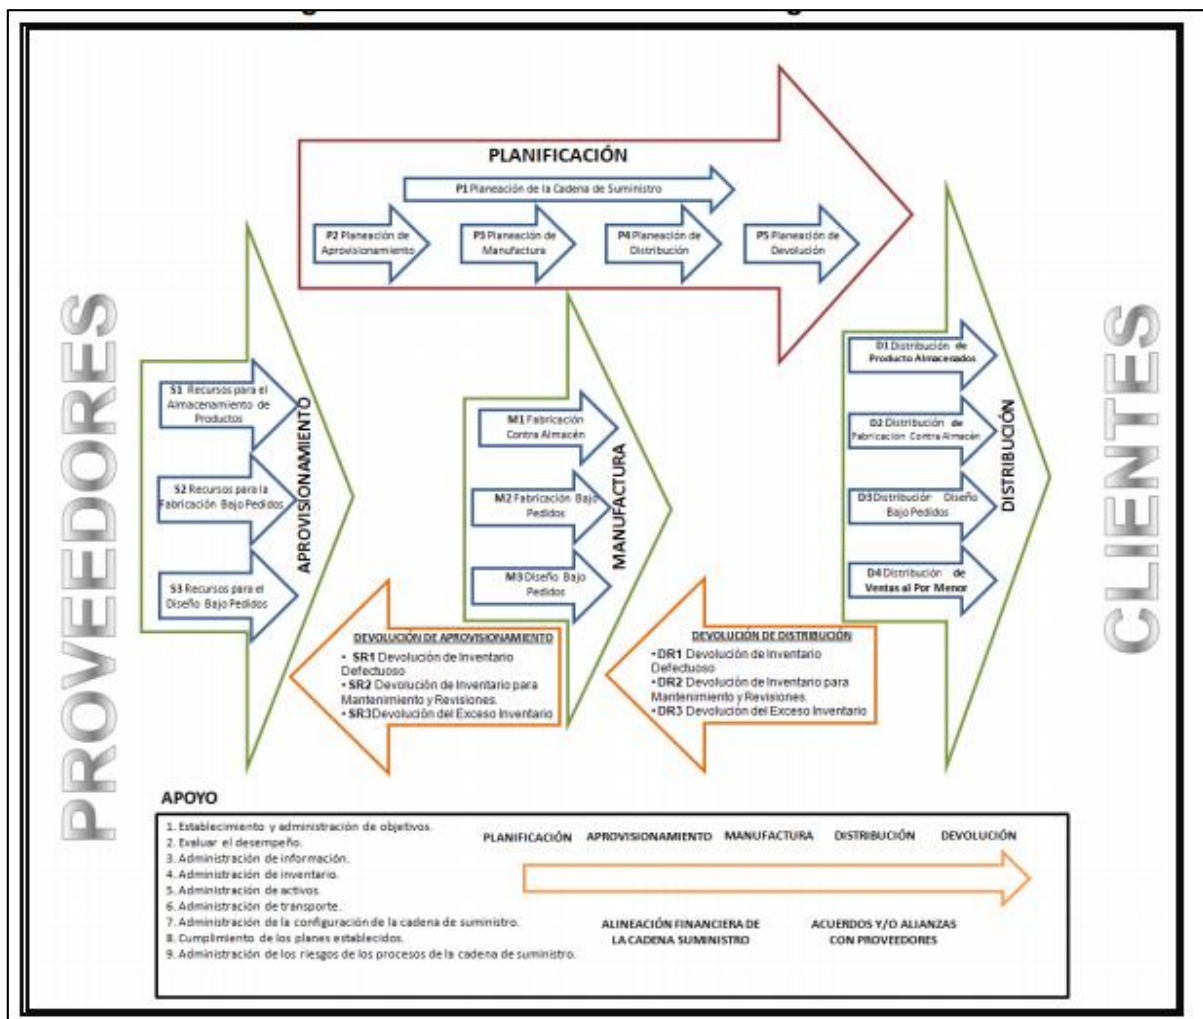 PLANIFICACIÓN
P1 Planeación de la Cadena de Suministro
P2 Planeación de
Aprovisionamiento
P3 Planeación de
Manufactura
P4 Planeación de
Distribución
P5 Planeación de
Devolución
PROVEEDORES
S1 Recursos para el
Almacenamiento de
Productos
S2 Recursos para la
Fabricación Bajo Pedidos
S3 Recursos para el
Diseño Bajo Pedidos
APROVISIONAMIENTO
M1 Fabricación
Contra Almacén
M2 Fabricación Bajo
Pedidos
M3 Diseño Bajo
Pedidos
MANUFACTURA
D1 Distribución de
Producto Almacenados
D2 Distribución de
Fabricación Contra Almacén
D3 Distribución Diseño
Bajo Pedidos
D4 Distribución de
Ventas al Por Menor
DISTRIBUCIÓN
CLIENTES
DEVOLUCIÓN DE APROVISIONAMIENTO
• SR1 Devolución de Inventario
Defectuoso
• SR2 Devolución de Inventario para
Mantenimiento y Revisiones.
• SR3Devolución del Exceso Inventario
DEVOLUCIÓN DE DISTRIBUCIÓN
•DR1 Devolución de Inventario
Defectuoso
•DR2 Devolución de Inventario para
Mantenimiento y Revisiones.
•DR3 Devolución del Exceso Inventario
APOYO
1. Establecimiento y administración de objetivos.
2. Evaluar el desempeño.
3. Administración de información.
4. Administración de inventario.
5. Administración de activos.
6. Administración de transporte.
7. Administración de la configuración de la cadena de suministro.
8. Cumplimiento de los planes establecidos.
9. Administración de los riesgos de los procesos de la cadena de suministro.
PLANIFICACIÓN APROVISIONAMIENTO MANUFACTURA DISTRIBUCIÓN DEVOLUCIÓN
ALINEACIÓN FINANCIERA DE
LA CADENA SUMINISTRO
ACUERDOS Y/O ALIANZAS
CON PROVEEDORES